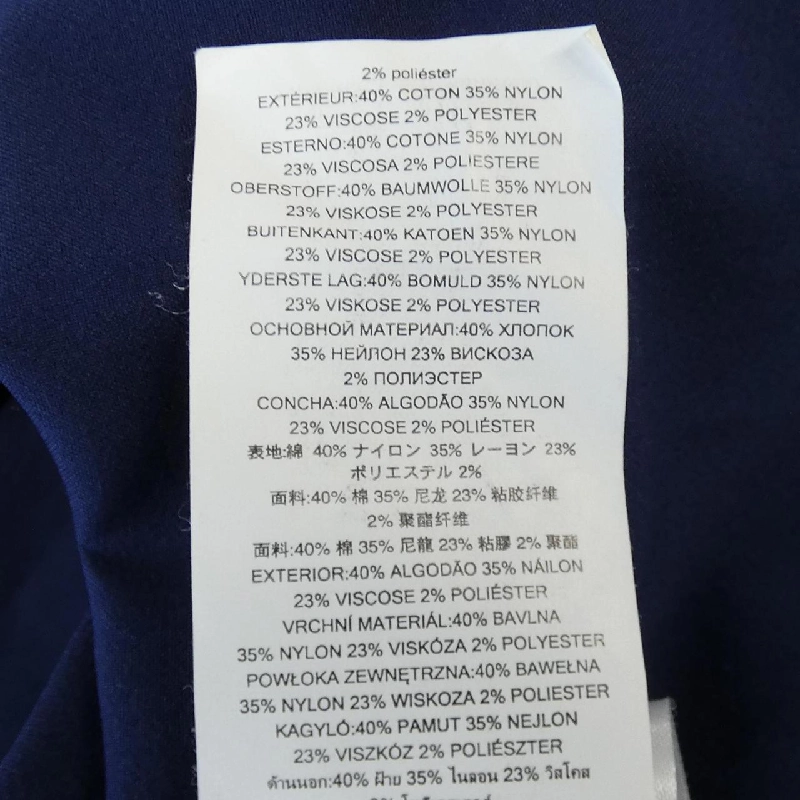 2% poliéster
EXTÉRIEUR:40% COTON 35% NYLON
23% VISCOSE 2% POLYESTER
ESTERNO:40% COTONE 35% NYLON
23% VISCOSA 2% POLIESTERE
OBERSTOFF:40% BAUMWOLLE 35% NYLON
23% VISKOSE 2% POLYESTER
BUITENKANT:40% KATOEN 35% NYLON
23% VISCOSE 2% POLYESTER
YDERSTE LAG:40% BOMULD 35% NYLON
23% VISKOSE 2% POLYESTER
ОСНОВНОЙ МАТЕРИАЛ:40% ХЛОПОК
35% НЕЙЛОН 23% ВИСКОЗА
2% ПОЛИЭСТЕР
CONCHA:40% ALGODÃO 35% NYLON
23% VISCOSE 2% POLIÉSTER
表地:綿 40% ナイロン 35% レーヨン 23%
ポリエステル 2%
面料:40% 棉 35% 尼龙 23% 粘胶纤维
2% 聚酯纤维
面料:40% 棉 35% 尼龍 23% 粘膠 2% 聚酯
EXTERIOR:40% ALGODÃO 35% NÁILON
23% VISCOSE 2% POLIÉSTER
VRCHNÍ MATERIÁL:40% BAVLNA
35% NYLON 23% VISKÓZA 2% POLYESTER
POWŁOKA ZEWNĘTRZNA:40% BAWEŁNA
35% NYLON 23% WISKOZA 2% POLIESTER
KAGYLÓ:40% PAMUT 35% NEJLON
23% VISZKÓZ 2% POLIÉSZTER
ด้านนอก:40% ฝ้าย 35% ไนลอน 23% วิสโคส